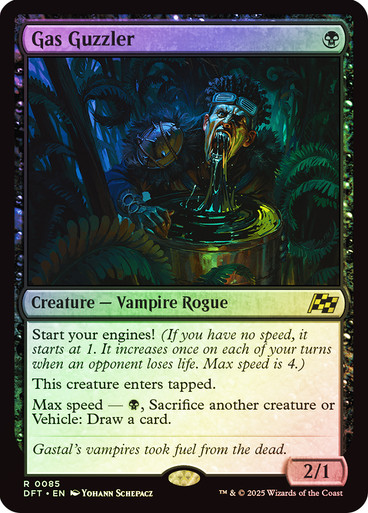 Gas Guzzler
Creature — Vampire Rogue
Start your engines! (If you have no speed, it
starts at 1. It increases once on each of your turns
when an opponent loses life. Max speed is 4.)
This creature enters tapped.
Max speed — , Sacrifice another creature or
Vehicle: Draw a card.
Gastal's vampires took fuel from the dead.
2/1
R 0085
DFT • EN Yohann Schepacz
™ & © 2025 Wizards of the Coast